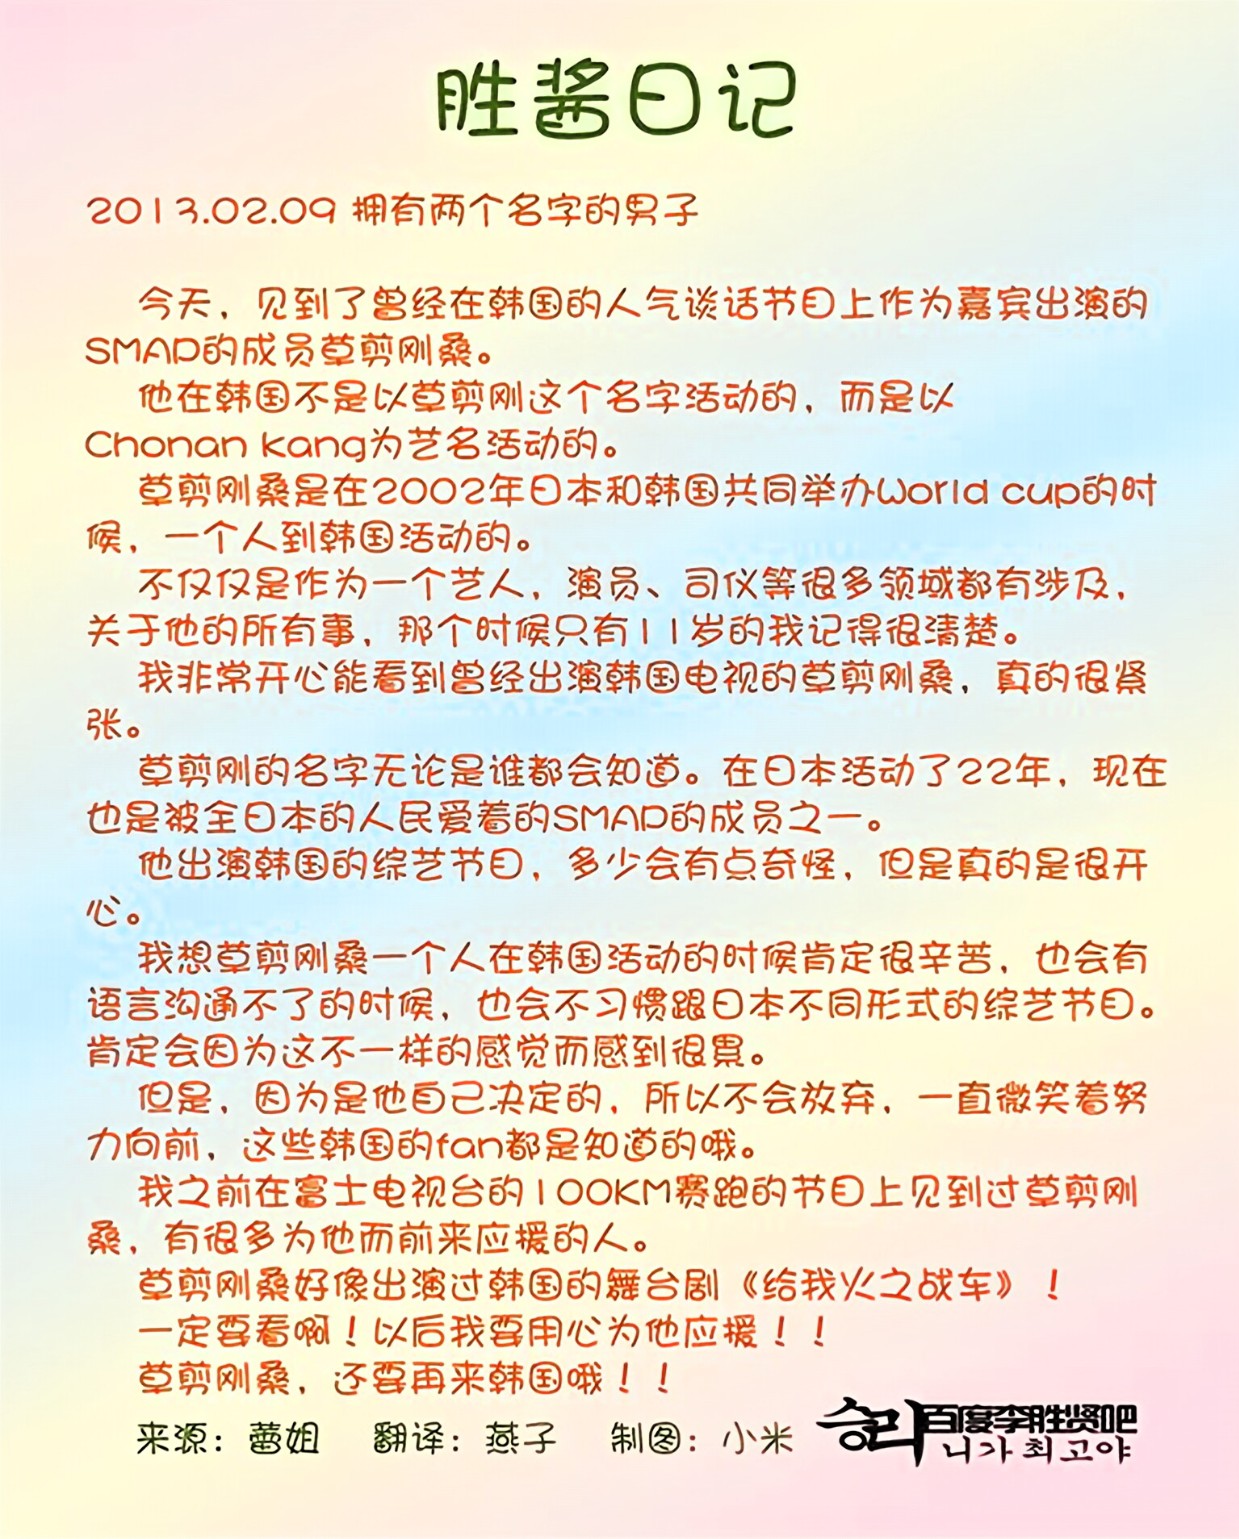 胜酱日记
2013.02.09 拥有两个名字的男子
今天，见到了曾经在韩国的人气谈话节目上作为嘉宾出演的
SMAP的成员草剪刚桑。
他在韩国不是以草剪刚这个名字活动的，而是以
Chonan kang为艺名活动的。
草剪刚桑是在2002年日本和韩国共同举办World cup的时
候，一个人到韩国活动的。
不仅仅是作为一个艺人，演员、司仪等很多领域都有涉及，
关于他的所有事，那个时候只有11岁的我记得很清楚。
我非常开心能看到曾经出演韩国电视的草剪刚桑，真的很紧
张。
草剪刚的名字无论是谁都会知道。在日本活动了22年，现在
也是被全日本的人民爱着的SMAP的成员之一。
他出演韩国的综艺节目，多少会有点奇怪，但是真的是很开
心。
我想草剪刚桑一个人在韩国活动的时候肯定很辛苦，也会有
语言沟通不了的时候，也会不习惯跟日本不同形式的综艺节目。
肯定会因为这不一样的感觉而感到很累。
但是，因为是他自己决定的，所以不会放弃，一直微笑着努
力向前，这些韩国的fan都是知道的哦。
我之前在富士电视台的100KM赛跑的节目上见到过草剪刚
桑，有很多为他而前来应援的人。
草剪刚桑好像出演过韩国的舞台剧《给我火之战车》！
一定要看啊！以后我要用心为他应援！！
草剪刚桑，还要再来韩国哦！！
来源：蕾姐 翻译：燕子 制图：小米
승리 百度李胜贤吧
니가 최고야